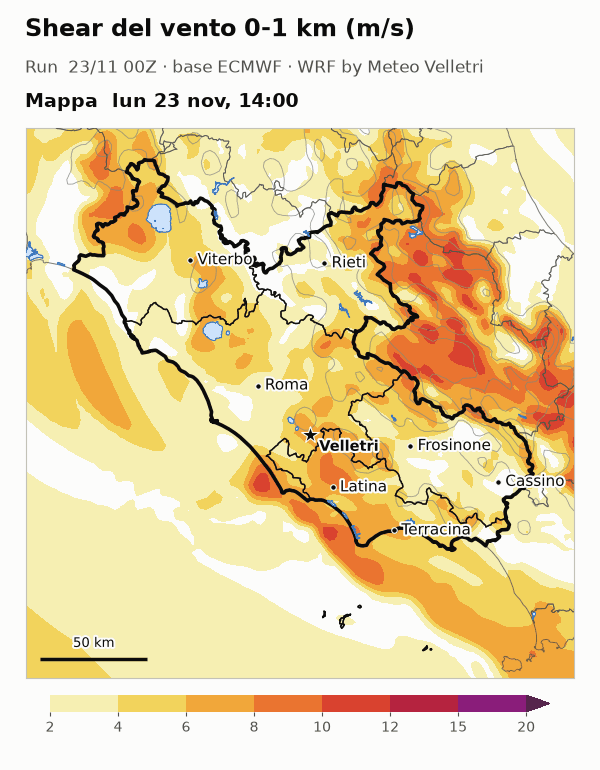 Shear del vento 0-1 km (m/s)
Run  23/11 00Z · base ECMWF · WRF by Meteo Velletri
Mappa  lun 23 nov, 14:00
Viterbo
Rieti
Roma
Velletri
Frosinone
Cassino
Latina
Terracina
50 km
2 4 6 8 10 12 15 20